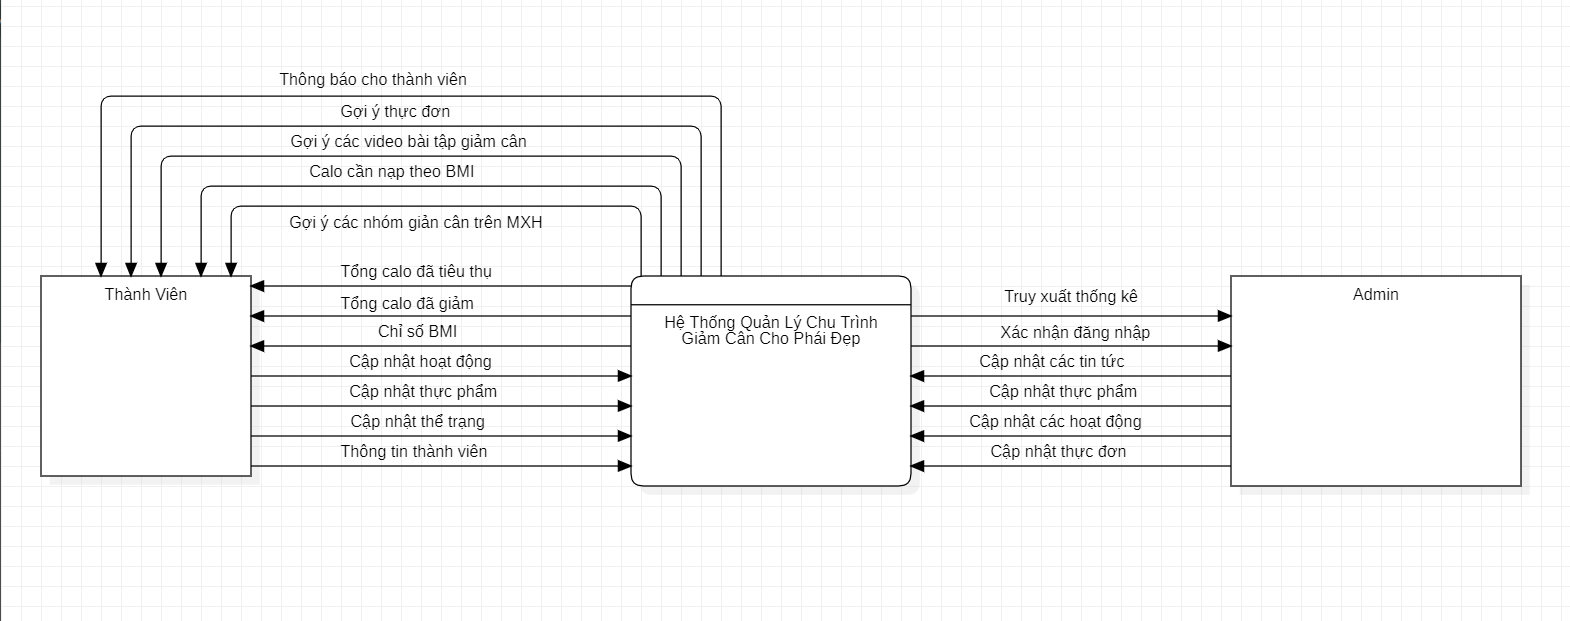 Thông báo cho thành viên
Gợi ý thực đơn
Gợi ý các video bài tập giảm cân
Calo cần nạp theo BMI
Gợi ý các nhóm giản cân trên MXH
Tổng calo đã tiêu thụ
Tổng calo đã giảm
Chỉ số BMI
Cập nhật hoạt động
Cập nhật thực phẩm
Cập nhật thể trạng
Thông tin thành viên
Thành Viên
Hệ Thống Quản Lý Chu Trình
Giảm Cân Cho Phái Đẹp
Truy xuất thống kê
Xác nhận đăng nhập
Cập nhật các tin tức
Cập nhật thực phẩm
Cập nhật các hoạt động
Cập nhật thực đơn
Admin